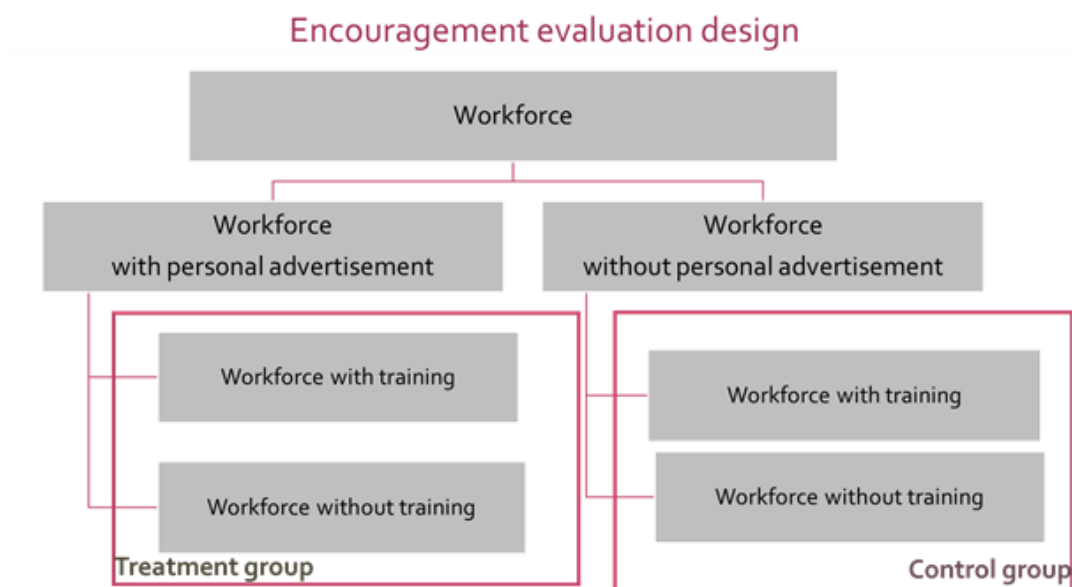 Encouragement evaluation design
Workforce
Workforce
with personal advertisement
Workforce
without personal advertisement
Workforce with training
Workforce without training
Treatment group
Workforce with training
Workforce without training
Control group